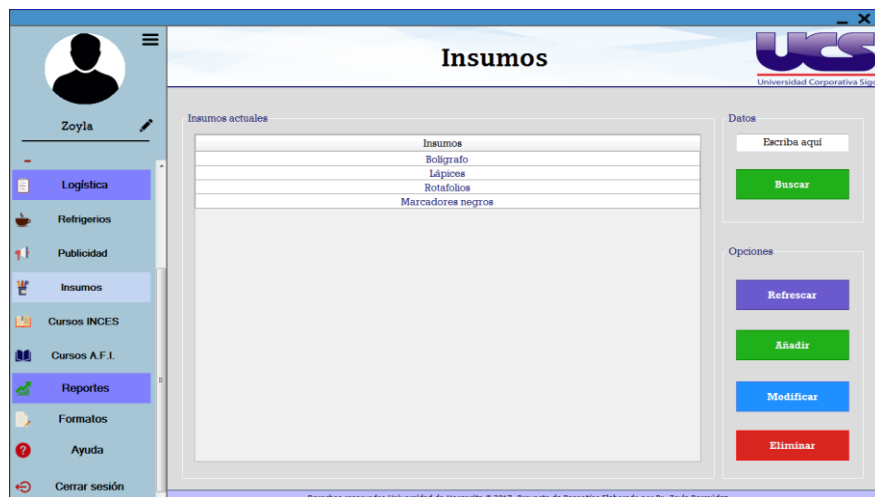 Insumos
UCS
Universidad Corporativa Sigo
Zoyla
Logística
Refrigerios
Publicidad
Insumos
Cursos INCES
Cursos A.F.I.
Reportes
Formatos
Ayuda
Cerrar sesión
Insumos actuales
Insumos
Bolígrafo
Lápices
Rotafolios
Marcadores negros
Datos
Escriba aquí
Buscar
Opciones
Refrescar
Añadir
Modificar
Eliminar